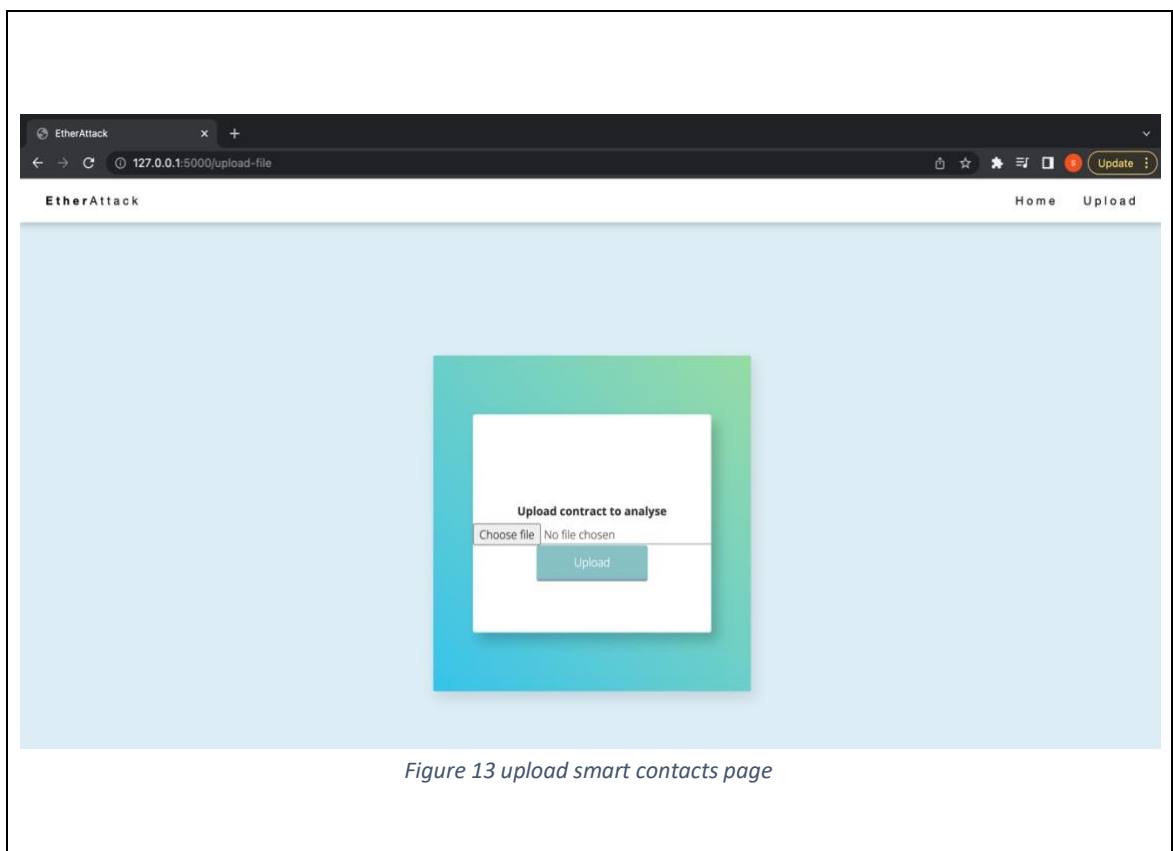 EtherAttack
127.0.0.1:5000/upload-file
s
Update
EtherAttack
Home Upload
Upload contract to analyse
Choose file No file chosen
Upload
Figure 13 upload smart contacts page